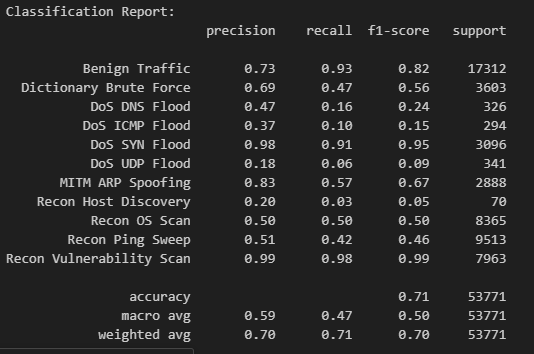 Classification Report:
precision recall f1-score support
Benign Traffic 0.73 0.93 0.82 17312
Dictionary Brute Force 0.69 0.47 0.56 3603
DoS DNS Flood 0.47 0.16 0.24 326
DoS ICMP Flood 0.37 0.10 0.15 294
DoS SYN Flood 0.98 0.91 0.95 3096
DoS UDP Flood 0.18 0.06 0.09 341
MITM ARP Spoofing 0.83 0.57 0.67 2888
Recon Host Discovery 0.20 0.03 0.05 70
Recon OS Scan 0.50 0.50 0.50 8365
Recon Ping Sweep 0.51 0.42 0.46 9513
Recon Vulnerability Scan 0.99 0.98 0.99 7963
accuracy 0.71 53771
macro avg 0.59 0.47 0.50 53771
weighted avg 0.70 0.71 0.70 53771